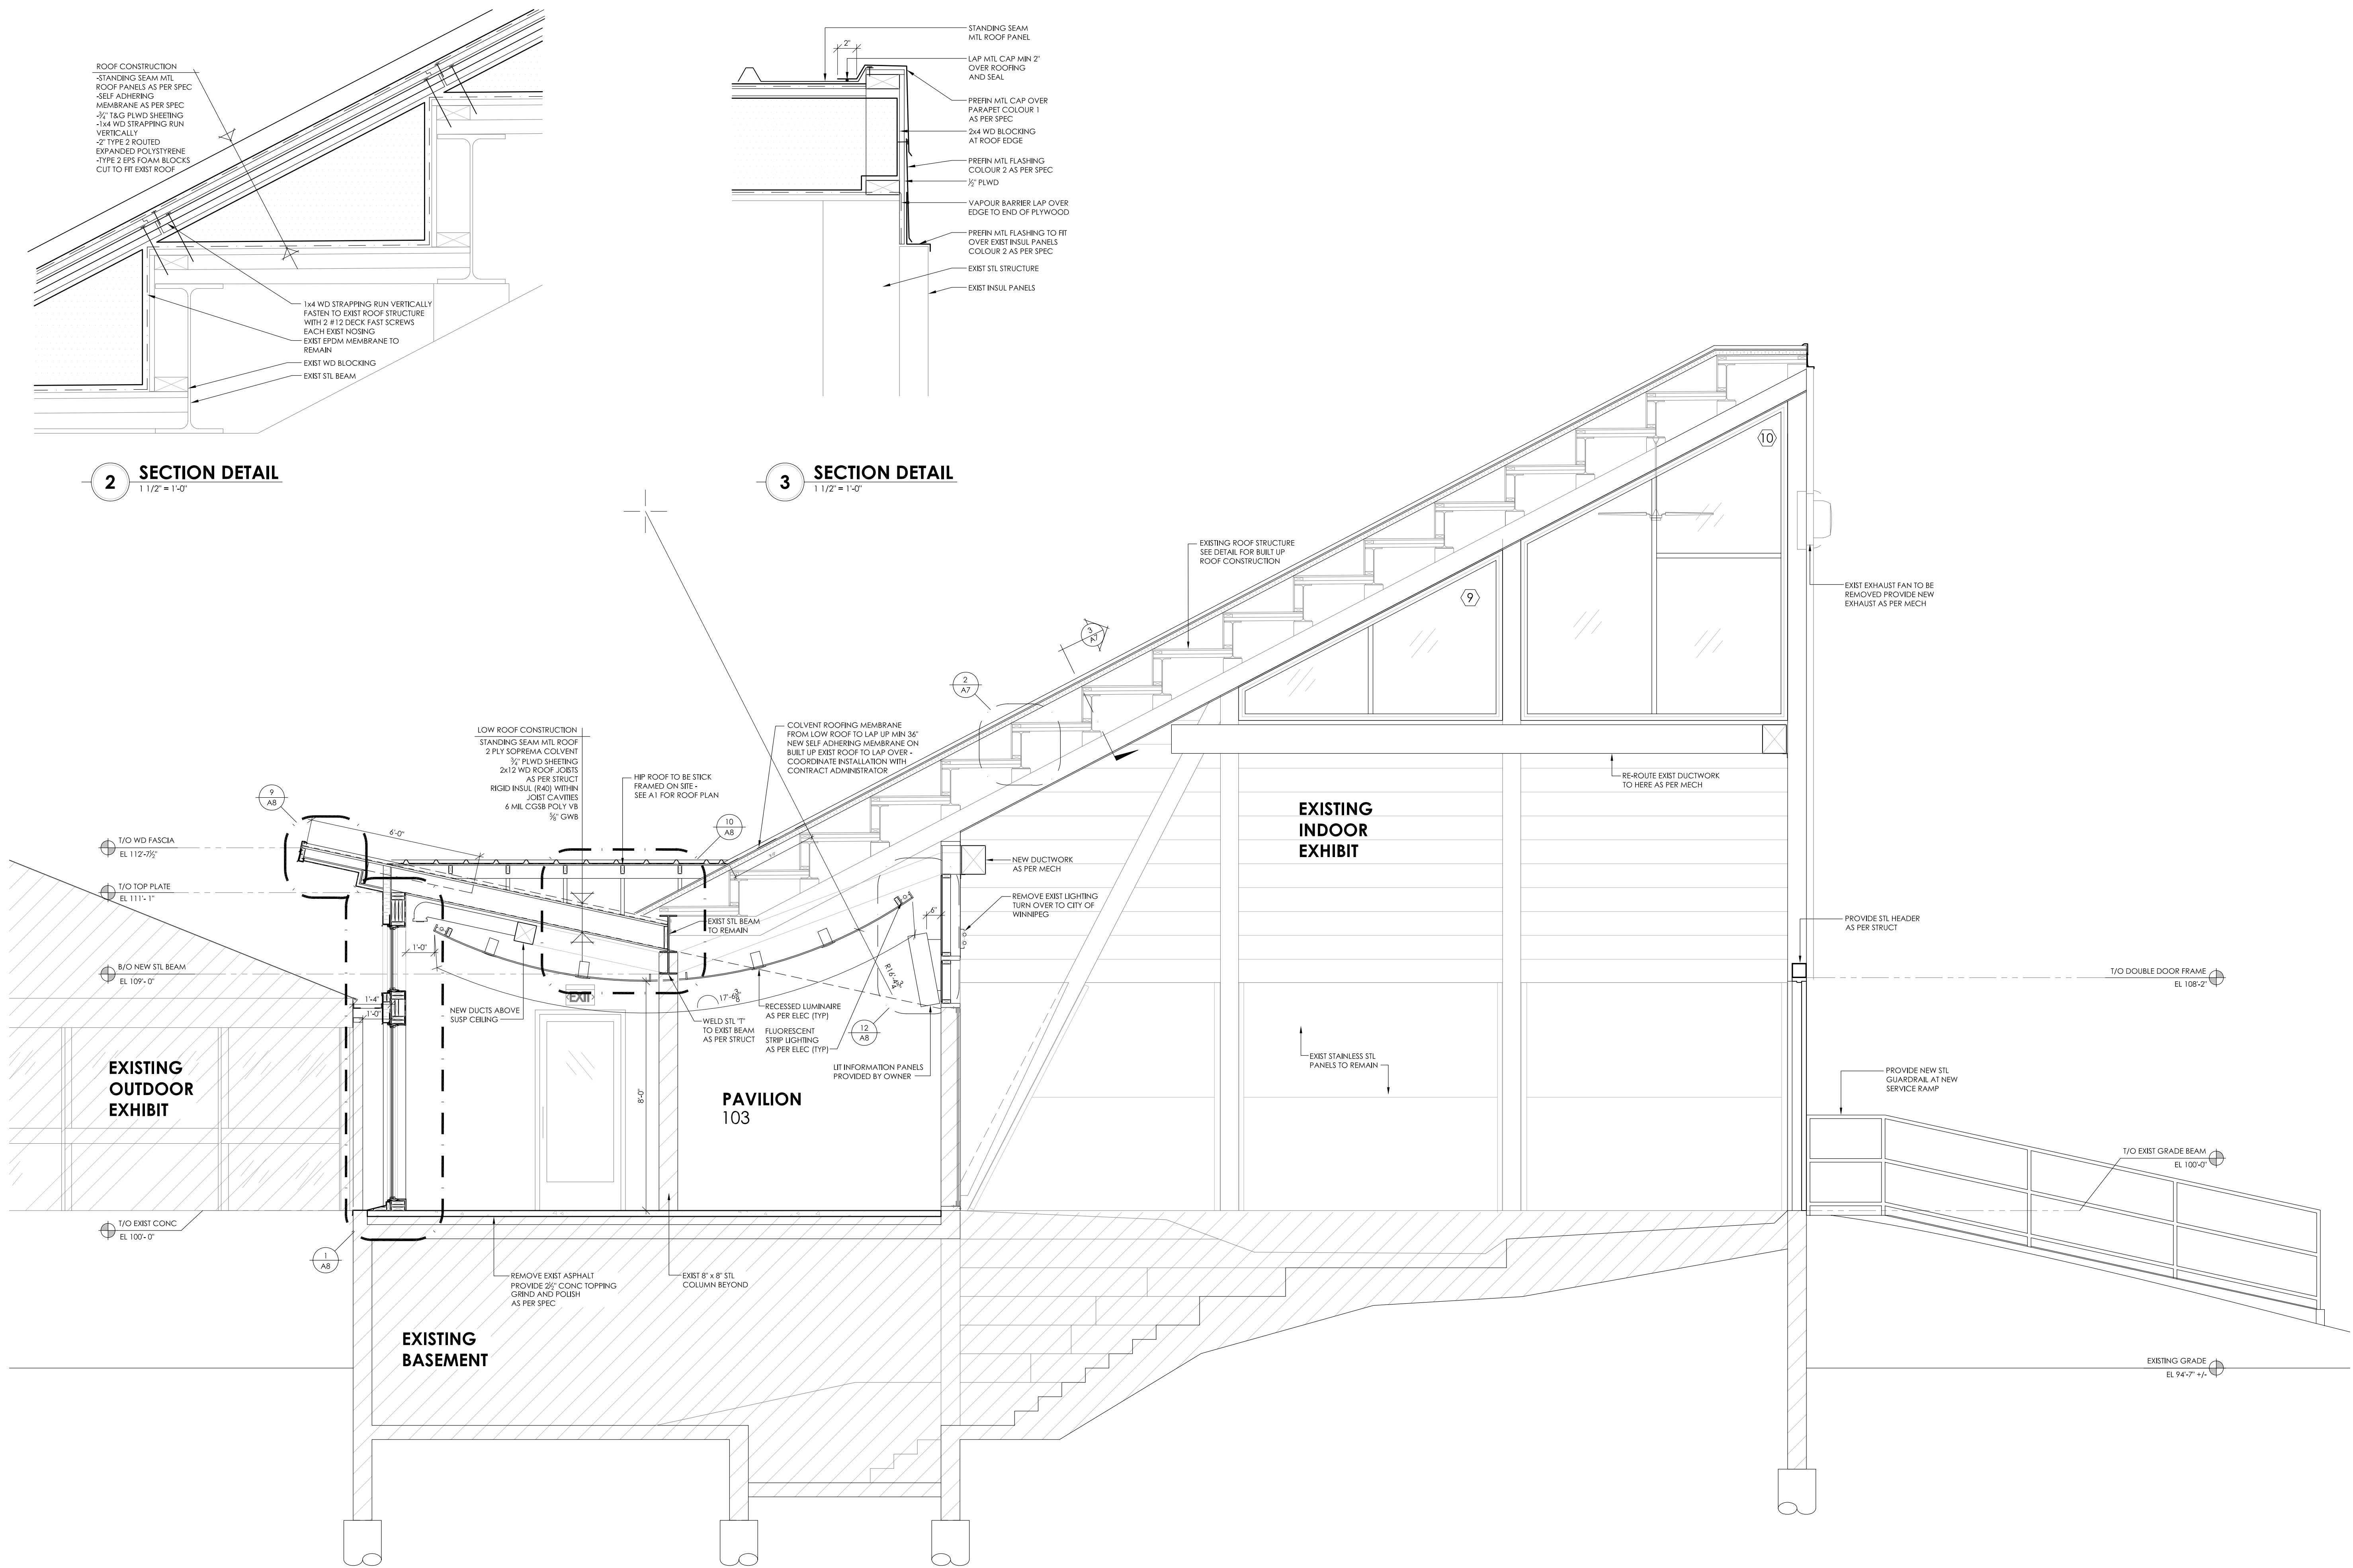 ROOF CONSTRUCTION
-STANDING SEAM MTL
ROOF PANELS AS PER SPEC
-SELF ADHERING
MEMBRANE AS PER SPEC
-¾" T&G PLWD SHEETING
-1x4 WD STRAPPING RUN
VERTICALLY
-2" TYPE 2 ROUTED
EXPANDED POLYSTYRENE
-TYPE 2 EPS FOAM BLOCKS
CUT TO FIT EXIST ROOF
1x4 WD STRAPPING RUN VERTICALLY
FASTEN TO EXIST ROOF STRUCTURE
WITH 2 #12 DECK FAST SCREWS
EACH EXIST NOSING
EXIST EPDM MEMBRANE TO
REMAIN
EXIST WD BLOCKING
EXIST STL BEAM
2 SECTION DETAIL
1 1/2" = 1'-0"
2"
STANDING SEAM
MTL ROOF PANEL
LAP MTL CAP MIN 2"
OVER ROOFING
AND SEAL
PREFIN MTL CAP OVER
PARAPET COLOUR 1
AS PER SPEC
2x4 WD BLOCKING
AT ROOF EDGE
PREFIN MTL FLASHING
COLOUR 2 AS PER SPEC
½" PLWD
VAPOUR BARRIER LAP OVER
EDGE TO END OF PLYWOOD
PREFIN MTL FLASHING TO FIT
OVER EXIST INSUL PANELS
COLOUR 2 AS PER SPEC
EXIST STL STRUCTURE
EXIST INSUL PANELS
3 SECTION DETAIL
1 1/2" = 1'-0"
10
9
EXISTING ROOF STRUCTURE
SEE DETAIL FOR BUILT UP
ROOF CONSTRUCTION
EXIST EXHAUST FAN TO BE
REMOVED PROVIDE NEW
EXHAUST AS PER MECH
3
A7
2
A7
COLVENT ROOFING MEMBRANE
FROM LOW ROOF TO LAP UP MIN 36"
NEW SELF ADHERING MEMBRANE ON
BUILT UP EXIST ROOF TO LAP OVER -
COORDINATE INSTALLATION WITH
CONTRACT ADMINISTRATOR
LOW ROOF CONSTRUCTION
STANDING SEAM MTL ROOF
2 PLY SOPREMA COLVENT
¾" PLWD SHEETING
2x12 WD ROOF JOISTS
AS PER STRUCT
RIGID INSUL (R40) WITHIN
JOIST CAVITIES
6 MIL CGSB POLY VB
⅝" GWB
HIP ROOF TO BE STICK
FRAMED ON SITE -
SEE A1 FOR ROOF PLAN
RE-ROUTE EXIST DUCTWORK
TO HERE AS PER MECH
9
A8
6'-0"
10
A8
T/O WD FASCIA
EL 112'-7½"
T/O TOP PLATE
EL 111'- 1"
B/O NEW STL BEAM
EL 109'- 0"
EXISTING
INDOOR
EXHIBIT
NEW DUCTWORK
AS PER MECH
REMOVE EXIST LIGHTING
TURN OVER TO CITY OF
WINNIPEG
EXIST STL BEAM
TO REMAIN
6"
1'-0"
R16'-4¾"
17'-6⅜"
EXIT
1'-4"
1'-0"
NEW DUCTS ABOVE
SUSP CEILING
WELD STL "T"
TO EXIST BEAM
AS PER STRUCT
RECESSED LUMINAIRE
AS PER ELEC (TYP)
FLUORESCENT
STRIP LIGHTING
AS PER ELEC (TYP)
12
A8
LIT INFORMATION PANELS
PROVIDED BY OWNER
PROVIDE STL HEADER
AS PER STRUCT
T/O DOUBLE DOOR FRAME
EL 108'-2"
EXIST STAINLESS STL
PANELS TO REMAIN
PROVIDE NEW STL
GUARDRAIL AT NEW
SERVICE RAMP
EXISTING
OUTDOOR
EXHIBIT
8'-0"
PAVILION
103
T/O EXIST GRADE BEAM
EL 100'-0"
T/O EXIST CONC
EL 100'- 0"
1
A8
REMOVE EXIST ASPHALT
PROVIDE 2½" CONC TOPPING
GRIND AND POLISH
AS PER SPEC
EXIST 8" x 8" STL
COLUMN BEYOND
EXISTING
BASEMENT
EXISTING GRADE
EL 94'-7" +/-